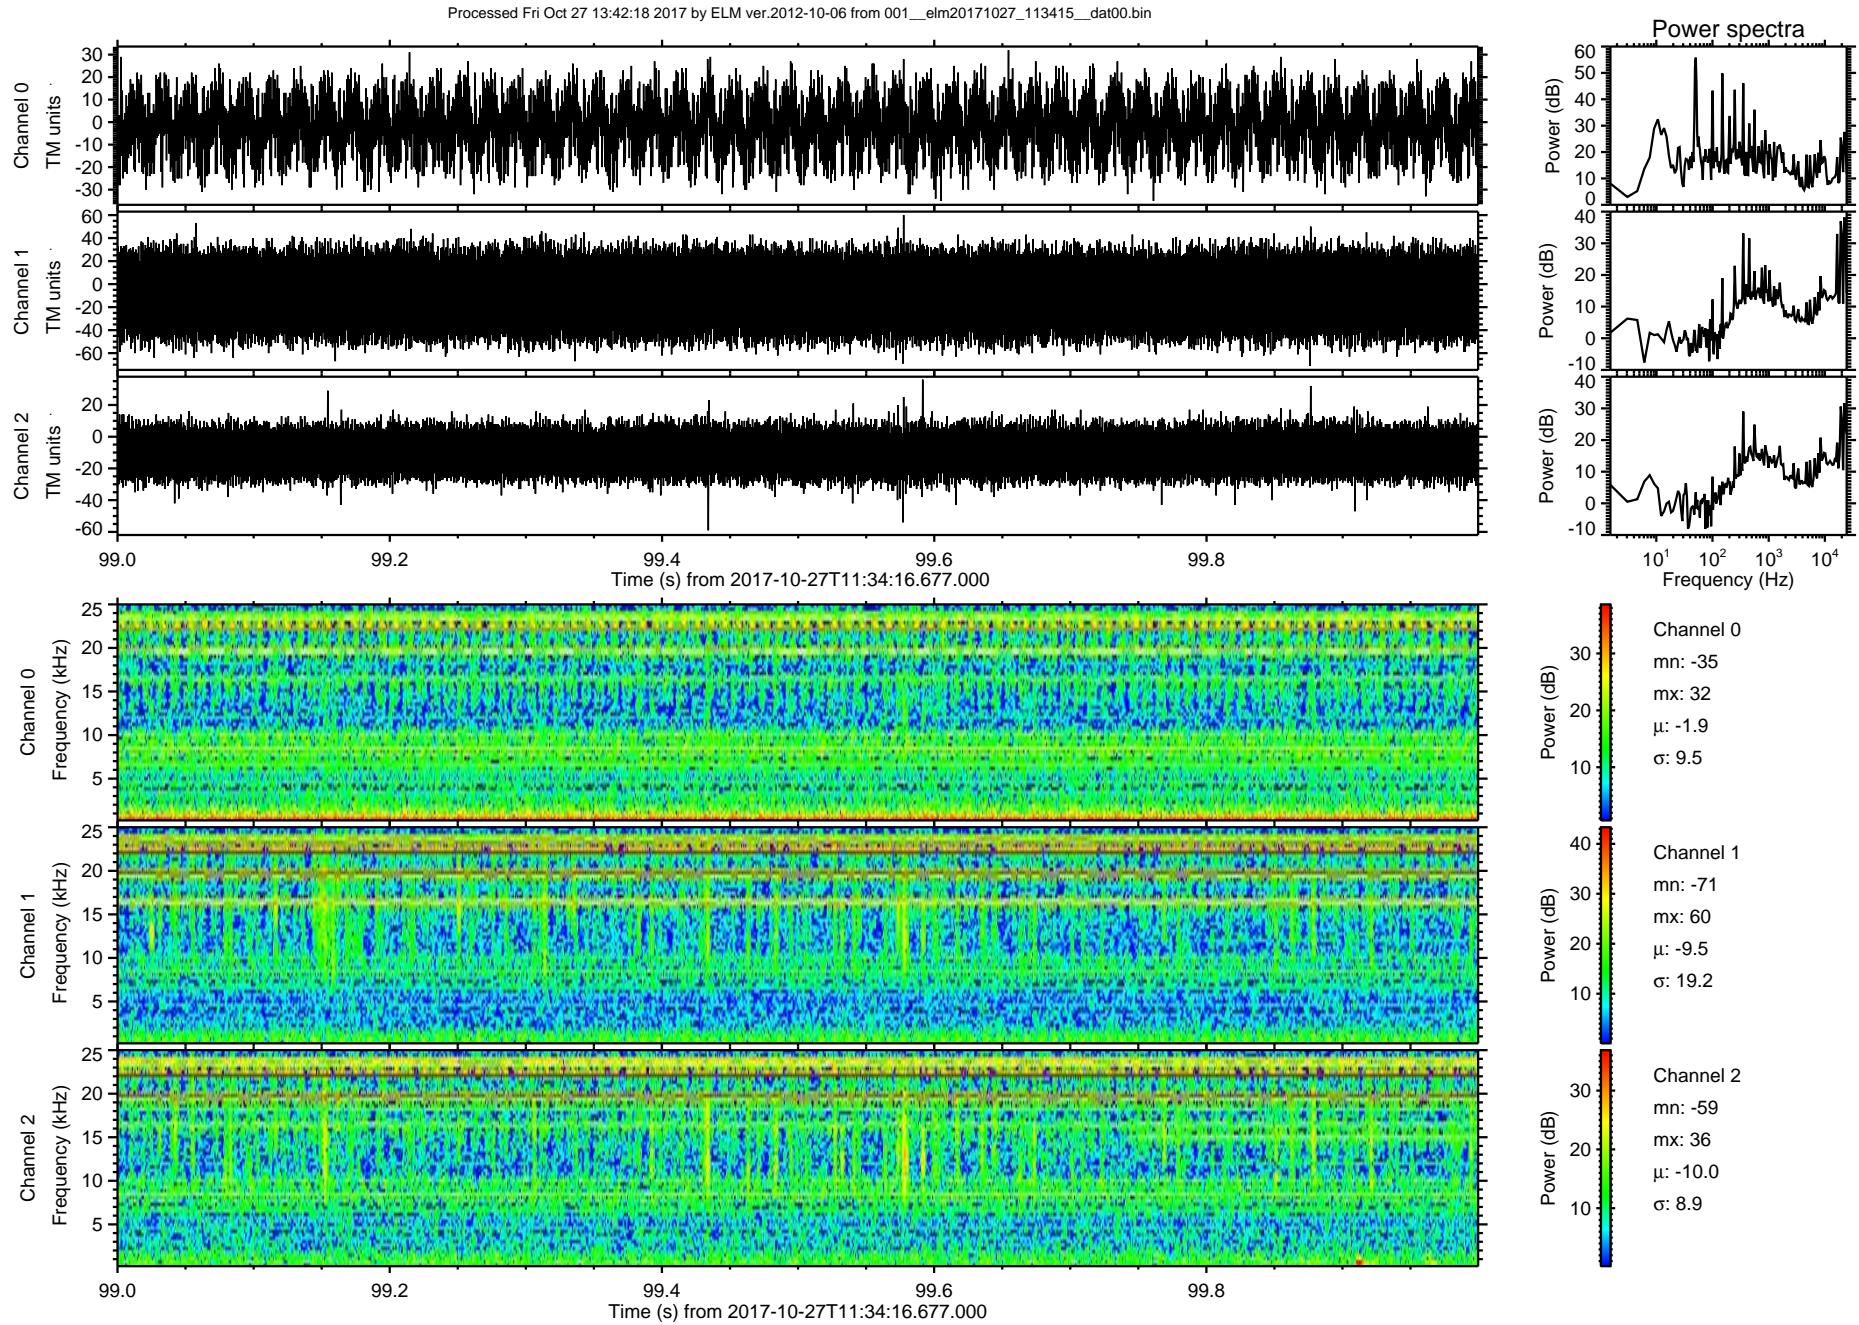 Processed Fri Oct 27 13:42:18 2017 by ELM ver.2012-10-06 from 001__elm20171027_113415__dat00.bin
Power spectra
Channel 0
TM units
30
20
10
0
-10
-20
-30
Power (dB)
60
50
40
30
20
10
0
Channel 1
TM units
60
40
20
0
-20
-40
-60
Power (dB)
40
30
20
10
0
-10
Channel 2
TM units
20
0
-20
-40
-60
Power (dB)
40
30
20
10
0
-10
99.0 99.2 99.4 99.6 99.8
Time (s) from 2017-10-27T11:34:16.677.000
10¹ 10² 10³ 10⁴
Frequency (Hz)
Channel 0
Frequency (kHz)
25
20
15
10
5
Power (dB)
30
20
10
Channel 0
mn: -35
mx: 32
μ: -1.9
σ: 9.5
Channel 1
Frequency (kHz)
25
20
15
10
5
Power (dB)
40
30
20
10
Channel 1
mn: -71
mx: 60
μ: -9.5
σ: 19.2
Channel 2
Frequency (kHz)
25
20
15
10
5
Power (dB)
30
20
10
Channel 2
mn: -59
mx: 36
μ: -10.0
σ: 8.9
99.0 99.2 99.4 99.6 99.8
Time (s) from 2017-10-27T11:34:16.677.000